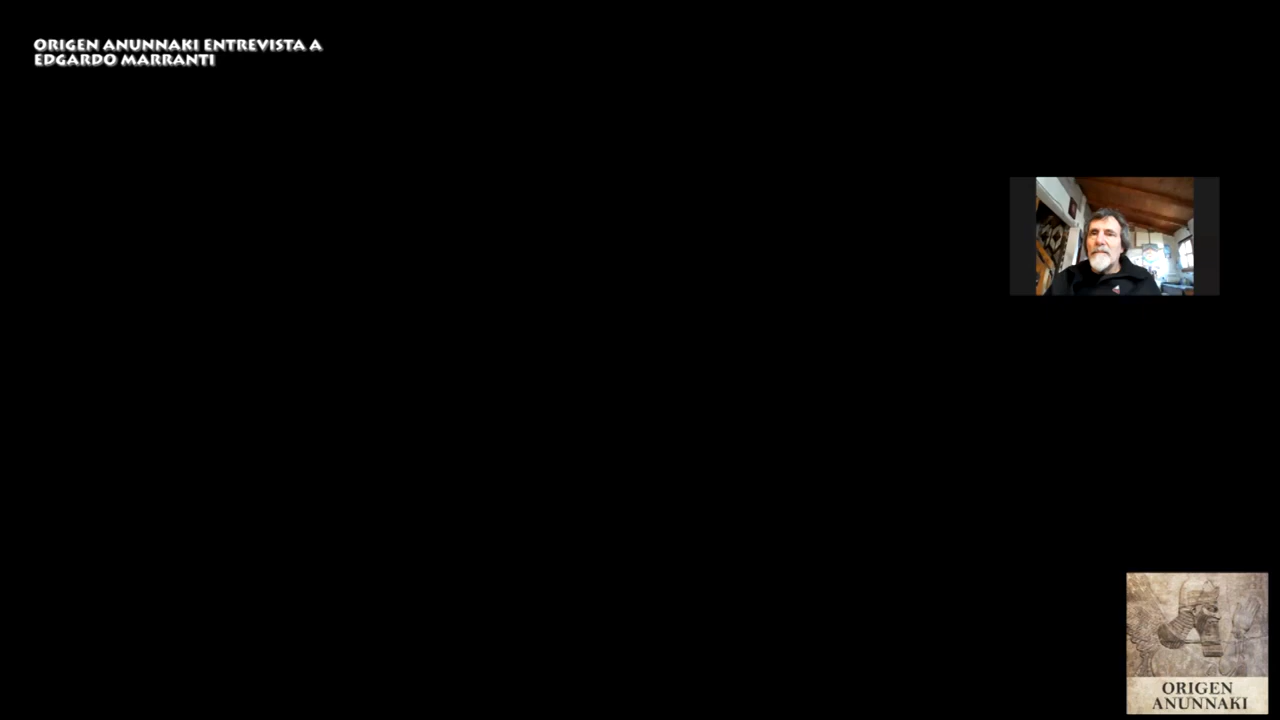 ORIGEN ANUNNAKI ENTREVISTA A
EDGARDO MARRANTI
ORIGEN
ANUNNAKI